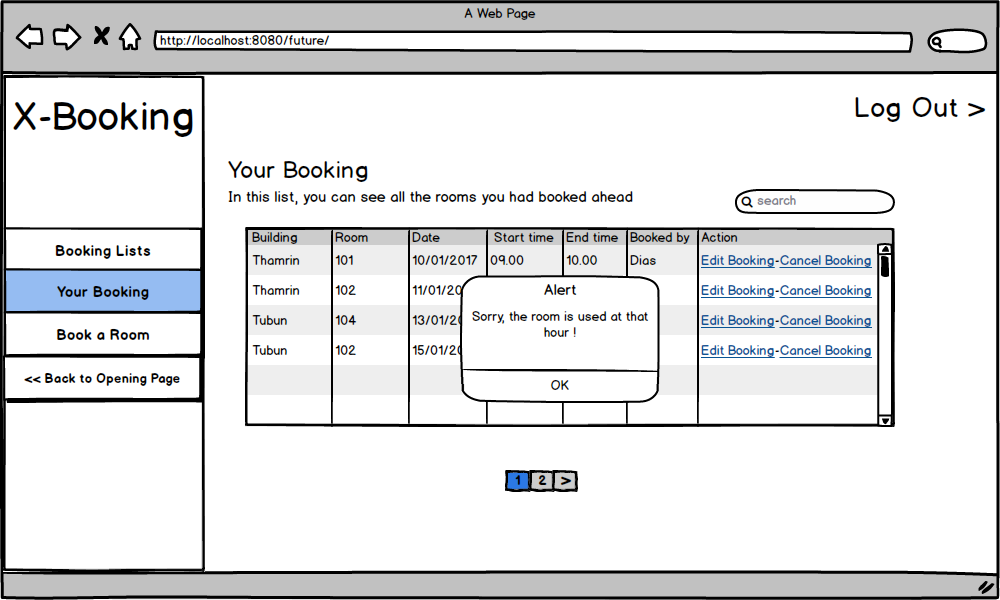 A Web Page
http://localhost:8080/future/
X-Booking
Log Out >
Booking Lists
Your Booking
Book a Room
<< Back to Opening Page
Your Booking
In this list, you can see all the rooms you had booked ahead
search
Building Room Date Start time End time Booked by Action
Thamrin 101 10/01/2017 09.00 10.00 Dias Edit Booking-Cancel Booking
Thamrin 102 11/01/20 Edit Booking-Cancel Booking
Tubun 104 13/01/20 Edit Booking-Cancel Booking
Tubun 102 15/01/20 Edit Booking-Cancel Booking
Alert
Sorry, the room is used at that
hour !
OK
1 2 >